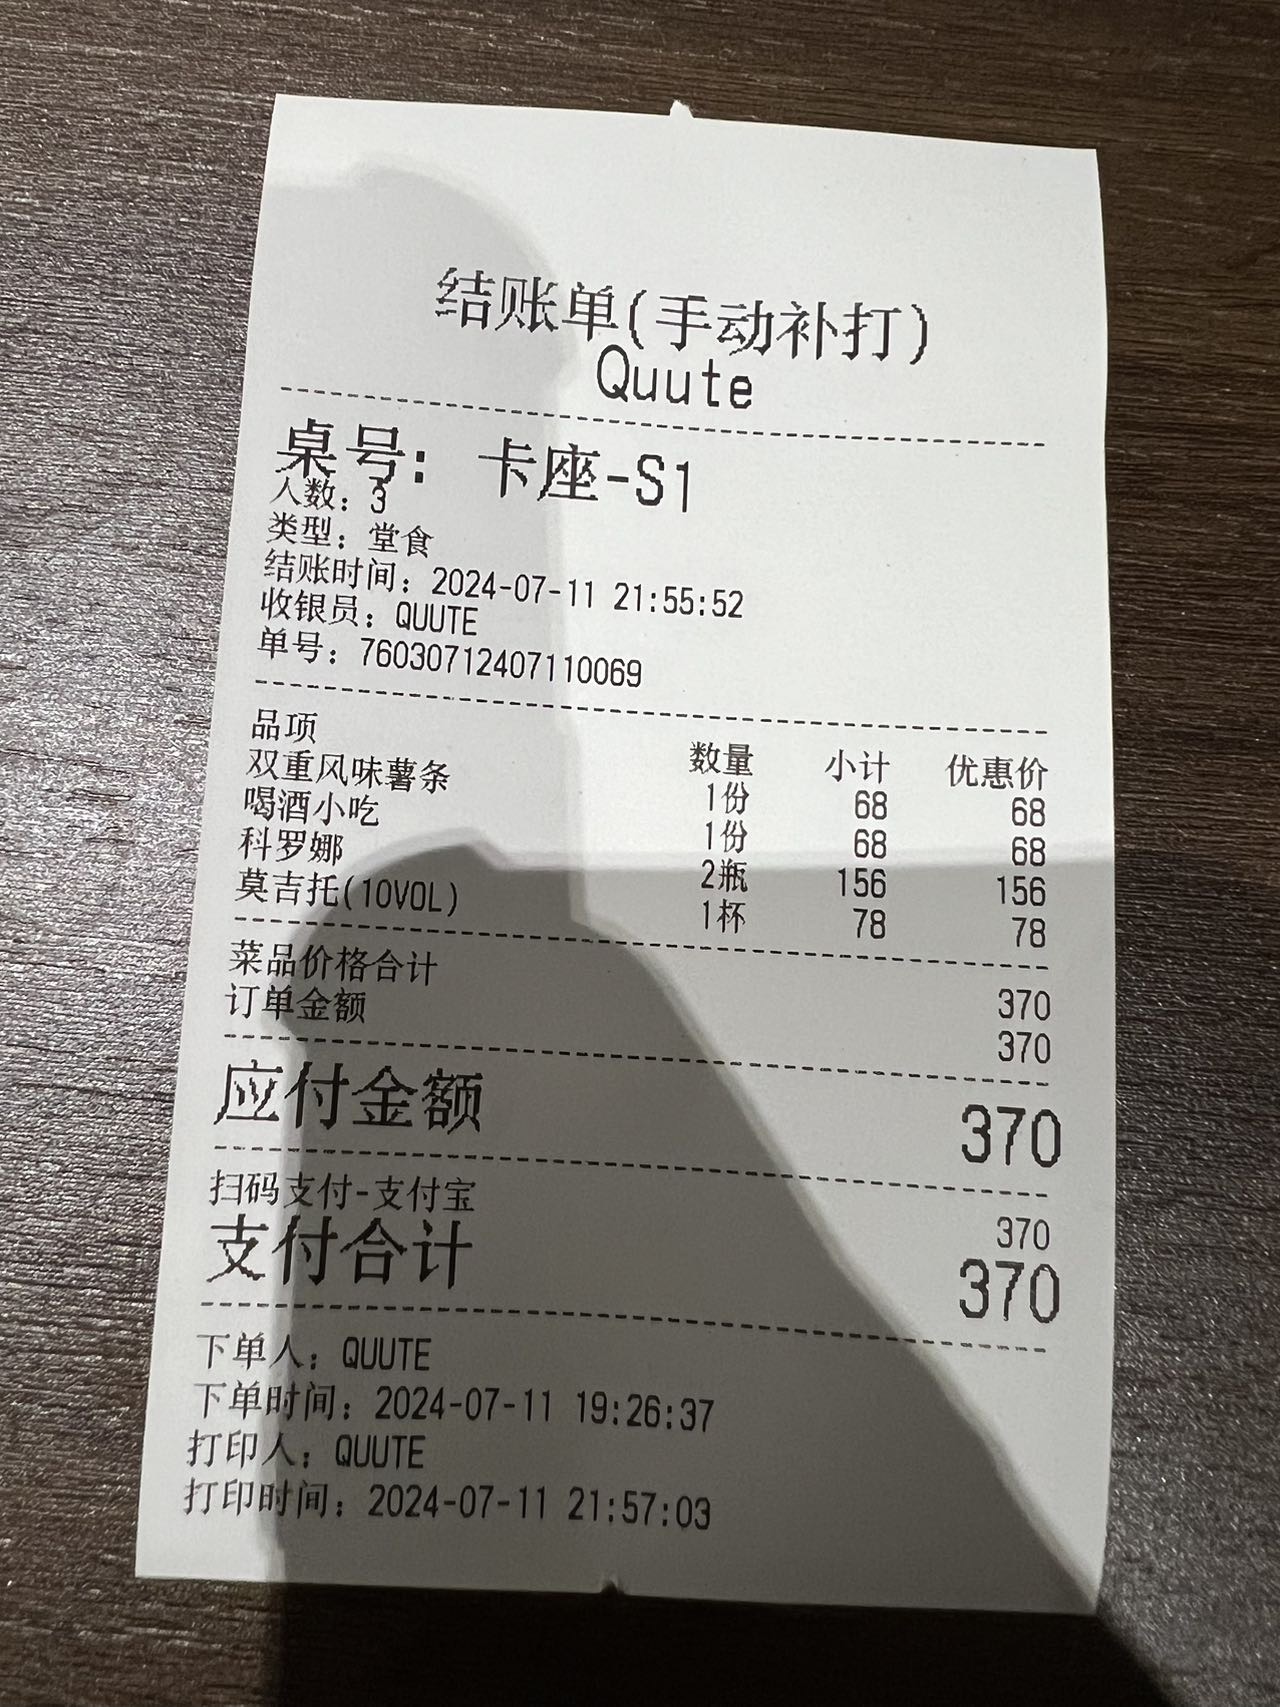 结账单(手动补打)
Quute
桌号: 卡座-S1
人数: 3
类型: 堂食
结账时间: 2024-07-11 21:55:52
收银员: QUUTE
单号: 76030712407110069
品项 数量 小计 优惠价
双重风味薯条 1份 68 68
喝酒小吃 1份 68 68
科罗娜 2瓶 156 156
莫吉托(10VOL) 1杯 78 78
菜品价格合计 370
订单金额 370
应付金额 370
扫码支付-支付宝 370
支付合计 370
下单人: QUUTE
下单时间: 2024-07-11 19:26:37
打印人: QUUTE
打印时间: 2024-07-11 21:57:03